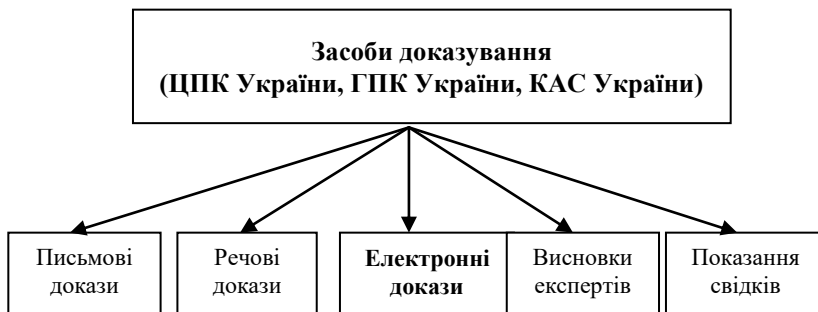 Засоби доказування
(ЦПК України, ГПК України, КАС України)
Письмові
докази
Речові
докази
Електронні
докази
Висновки
експертів
Показання
свідків